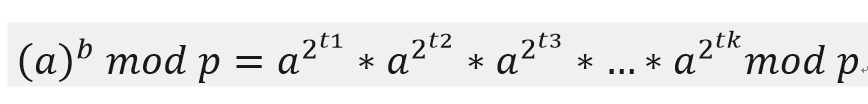 (a)^b mod p = a^{2^{t1}} * a^{2^{t2}} * a^{2^{t3}} * … * a^{2^{tk}} mod p.